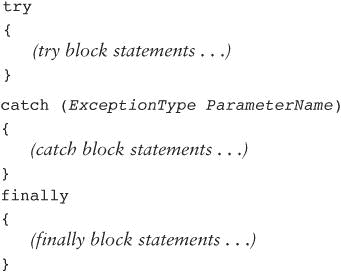 try
{
(try block statements . . .)
}
catch (ExceptionType ParameterName)
{
(catch block statements . . .)
}
finally
{
(finally block statements . . .)
}